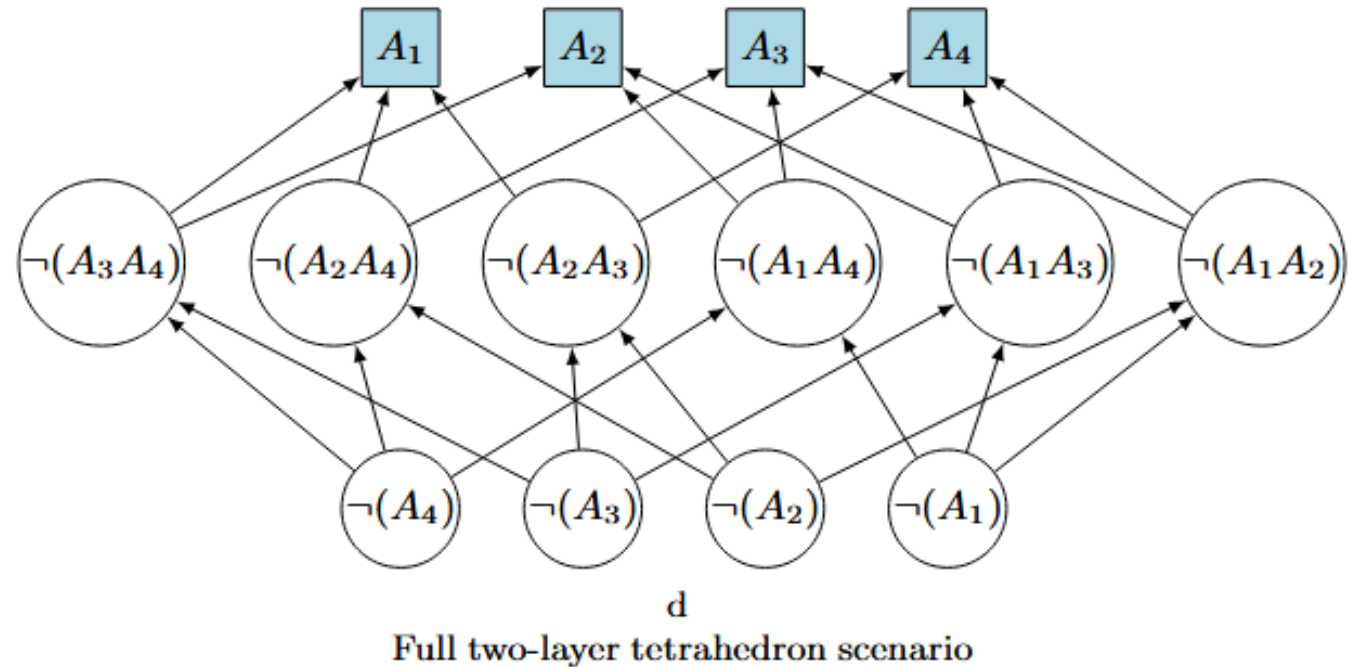 A₁ A₂ A₃ A₄
¬(A₃A₄) ¬(A₂A₄) ¬(A₂A₃) ¬(A₁A₄) ¬(A₁A₃) ¬(A₁A₂)
¬(A₄) ¬(A₃) ¬(A₂) ¬(A₁)
d
Full two-layer tetrahedron scenario